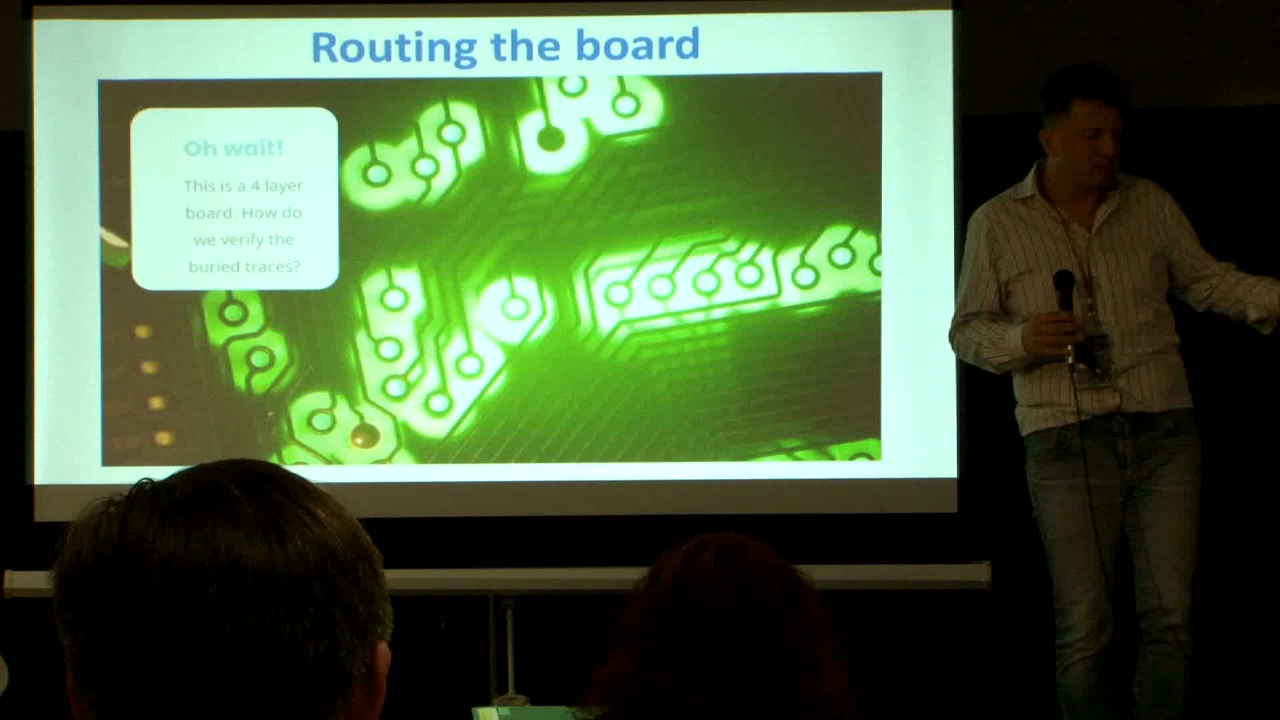 Routing the board
Oh wait!
This is a 4 layer
board. How do
we verify the
buried traces?